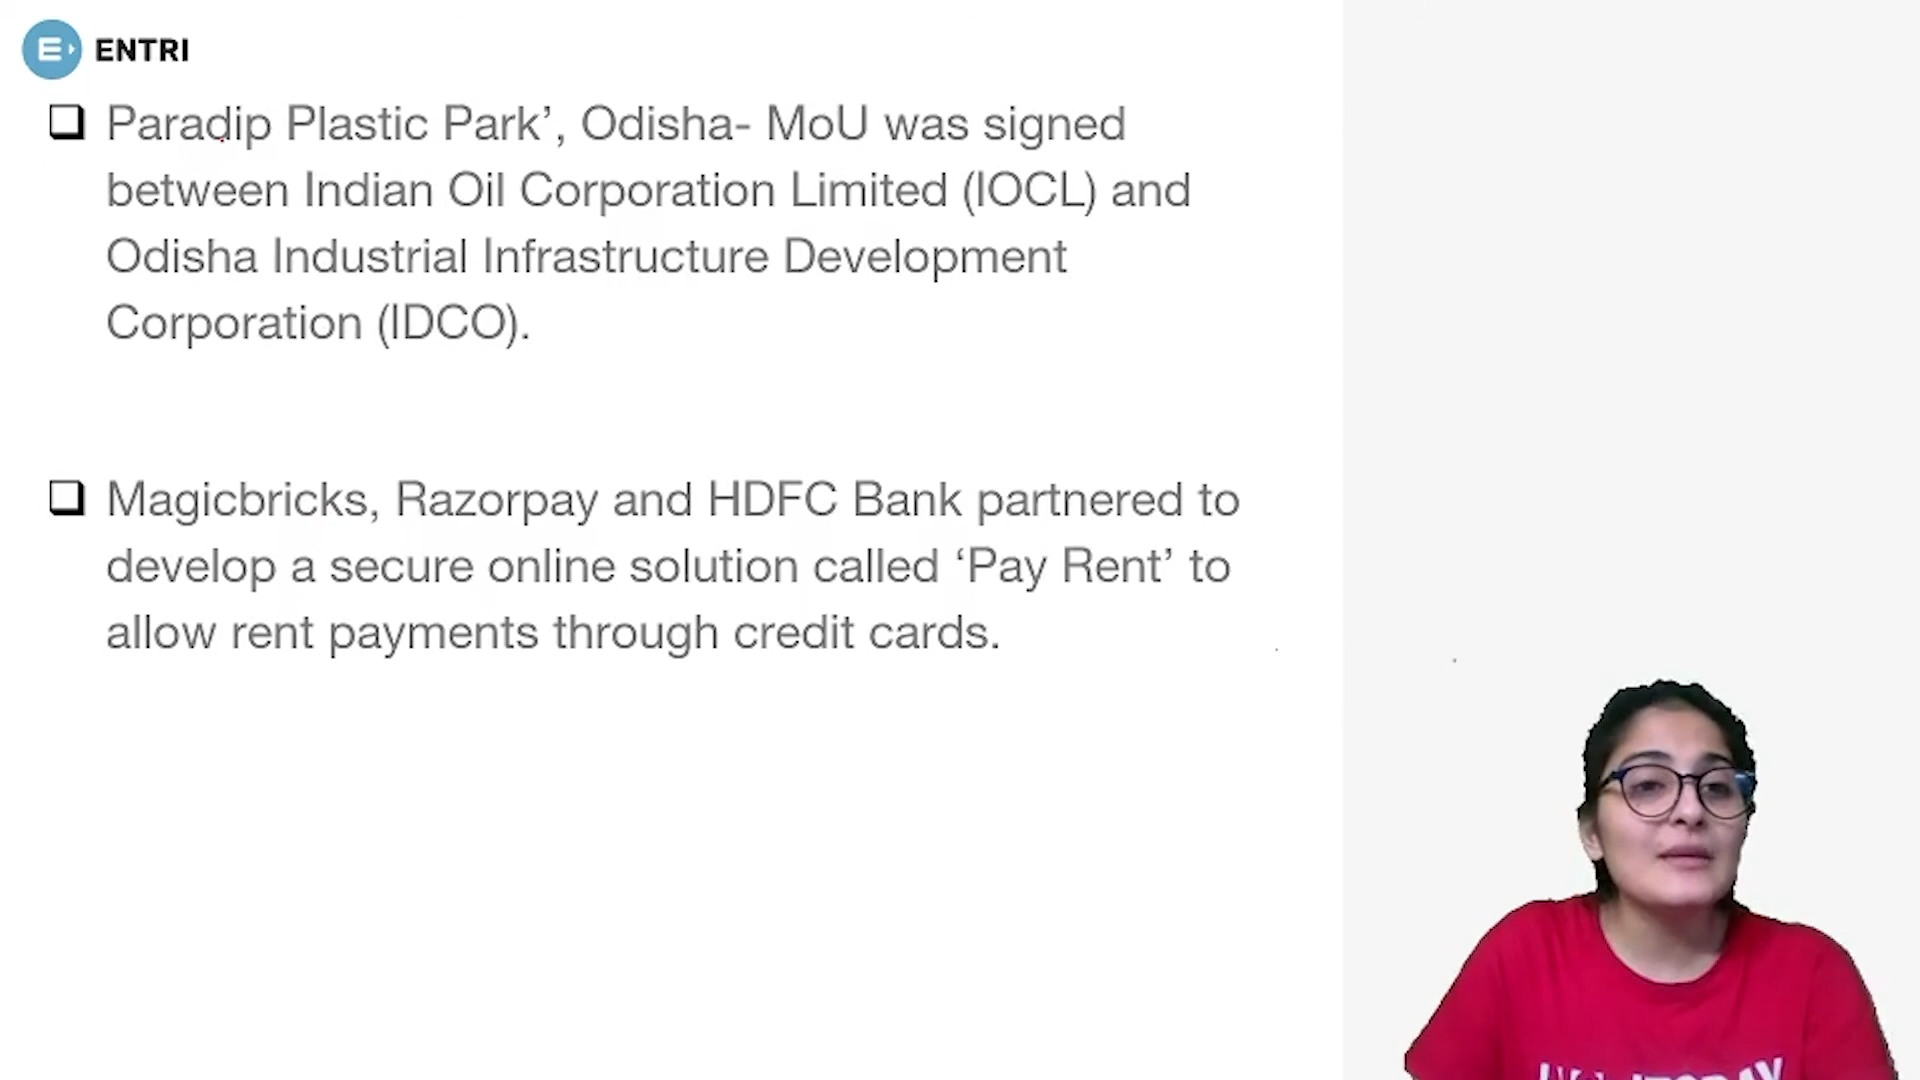 ENTRI
Paradip Plastic Park’, Odisha- MoU was signed
between Indian Oil Corporation Limited (IOCL) and
Odisha Industrial Infrastructure Development
Corporation (IDCO).
Magicbricks, Razorpay and HDFC Bank partnered to
develop a secure online solution called ‘Pay Rent’ to
allow rent payments through credit cards.